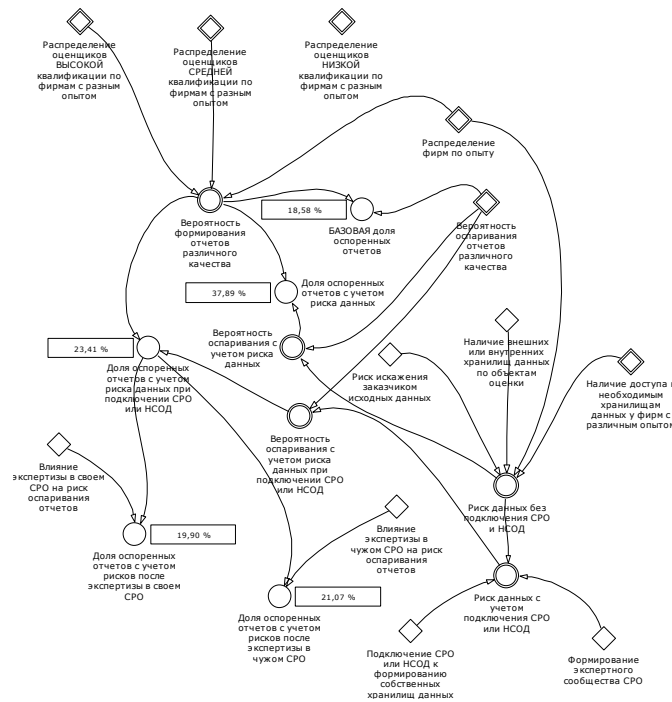 Распределение
оценщиков
ВЫСОКОЙ
квалификации по
фирмам с разным
опытом
Распределение
оценщиков
СРЕДНЕЙ
квалификации по
фирмам с разным
опытом
Распределение
оценщиков
НИЗКОЙ
квалификации по
фирмам с разным
опытом
Распределение
фирм по опыту
Вероятность
формирования
отчетов
различного
качества
18,58 %
БАЗОВАЯ доля
оспоренных
отчетов
Вероятность
оспаривания
отчетов
различного
качества
37,89 %
Доля оспоренных
отчетов с учетом
риска данных
23,41 %
Доля оспоренных
отчетов с учетом
риска данных при
подключении СРО
или НСОД
Вероятность
оспаривания с
учетом риска
данных
Риск искажения
заказчиком
исходных данных
Наличие внешних
или внутренних
хранилищ данных
по объектам
оценки
Наличие доступа к
необходимым
хранилищам
данных у фирм с
различным опытом
Вероятность
оспаривания с
учетом риска
данных при
подключении СРО
или НСОД
Влияние
экспертизы в своем
СРО на риск
оспаривания
отчетов
19,90 %
Доля оспоренных
отчетов с учетом
рисков после
экспертизы в своем
СРО
Влияние
экспертизы в
чужом СРО на риск
оспаривания
отчетов
Риск данных без
подключения СРО
и НСОД
21,07 %
Доля оспоренных
отчетов с учетом
рисков после
экспертизы в
чужом СРО
Риск данных с
учетом
подключения СРО
или НСОД
Подключение СРО
или НСОД к
формированию
собственных
хранилищ данных
Формирование
экспертного
сообщества СРО